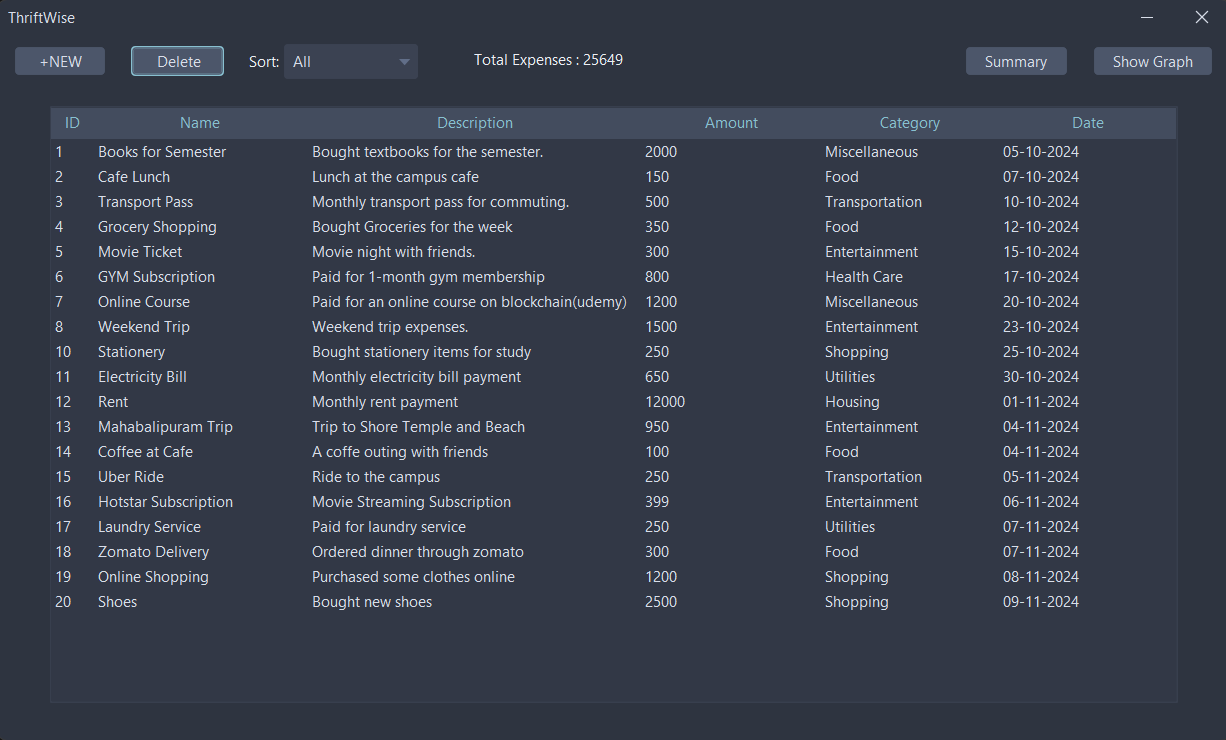 ThriftWise
+NEW Delete Sort: All Total Expenses : 25649 Summary Show Graph
ID Name Description Amount Category Date
1 Books for Semester Bought textbooks for the semester. 2000 Miscellaneous 05-10-2024
2 Cafe Lunch Lunch at the campus cafe 150 Food 07-10-2024
3 Transport Pass Monthly transport pass for commuting. 500 Transportation 10-10-2024
4 Grocery Shopping Bought Groceries for the week 350 Food 12-10-2024
5 Movie Ticket Movie night with friends. 300 Entertainment 15-10-2024
6 GYM Subscription Paid for 1-month gym membership 800 Health Care 17-10-2024
7 Online Course Paid for an online course on blockchain(udemy) 1200 Miscellaneous 20-10-2024
8 Weekend Trip Weekend trip expenses. 1500 Entertainment 23-10-2024
10 Stationery Bought stationery items for study 250 Shopping 25-10-2024
11 Electricity Bill Monthly electricity bill payment 650 Utilities 30-10-2024
12 Rent Monthly rent payment 12000 Housing 01-11-2024
13 Mahabalipuram Trip Trip to Shore Temple and Beach 950 Entertainment 04-11-2024
14 Coffee at Cafe A coffe outing with friends 100 Food 04-11-2024
15 Uber Ride Ride to the campus 250 Transportation 05-11-2024
16 Hotstar Subscription Movie Streaming Subscription 399 Entertainment 06-11-2024
17 Laundry Service Paid for laundry service 250 Utilities 07-11-2024
18 Zomato Delivery Ordered dinner through zomato 300 Food 07-11-2024
19 Online Shopping Purchased some clothes online 1200 Shopping 08-11-2024
20 Shoes Bought new shoes 2500 Shopping 09-11-2024